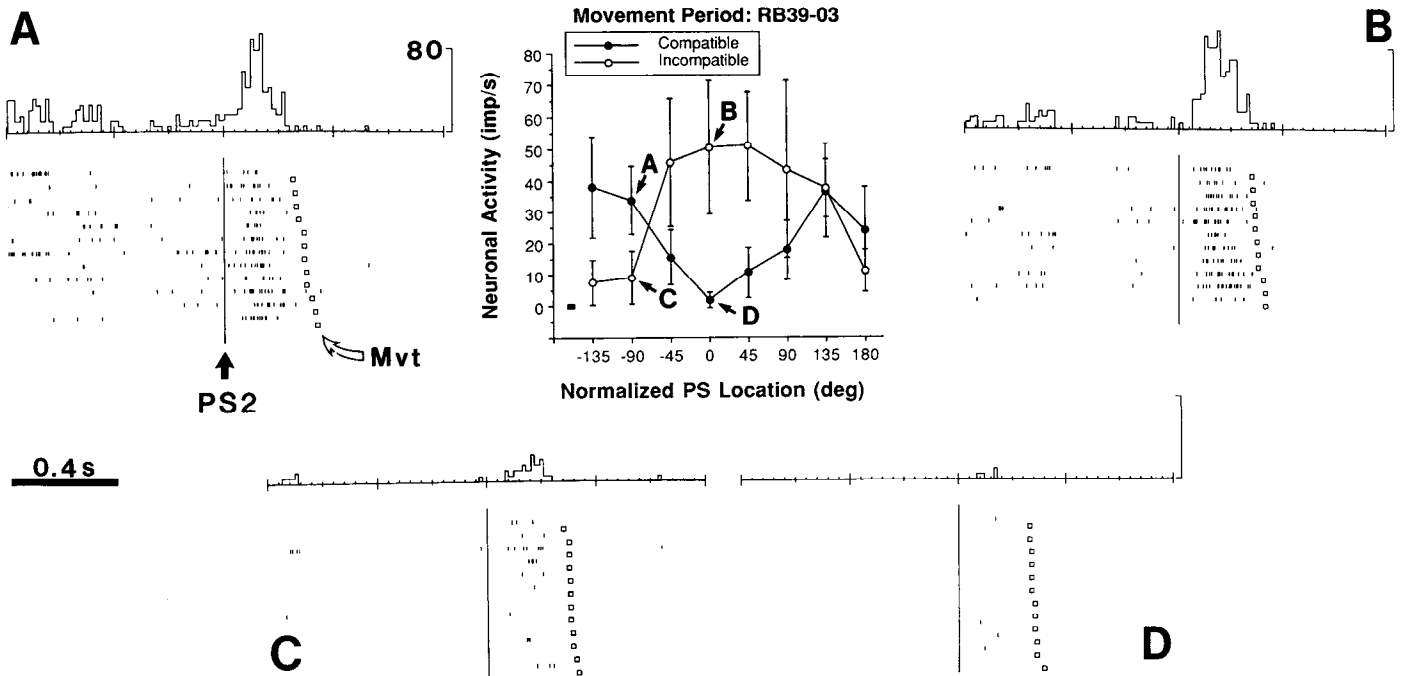 A
80
Movement Period: RB39-03
Compatible
Incompatible
B
Neuronal Activity (imp/s)
80
70
60
50
40
30
20
10
0
A
B
C
D
-135 -90 -45 0 45 90 135 180
Normalized PS Location (deg)
Mvt
PS2
0.4s
C
D